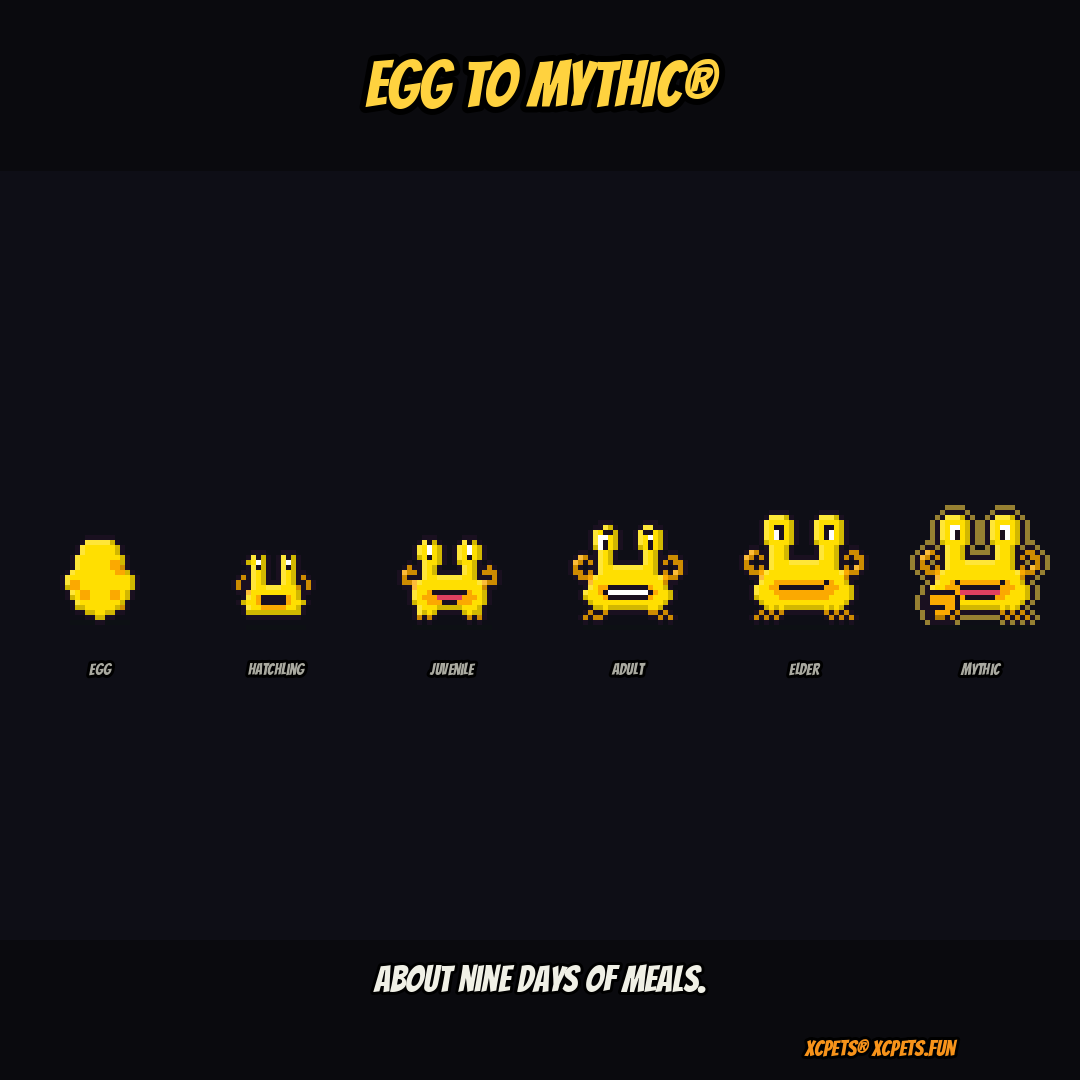 EGG TO MYTHIC®
EGG
HATCHLING
JUVENILE
ADULT
ELDER
MYTHIC
ABOUT NINE DAYS OF MEALS.
XCPETS® XCPETS.FUN